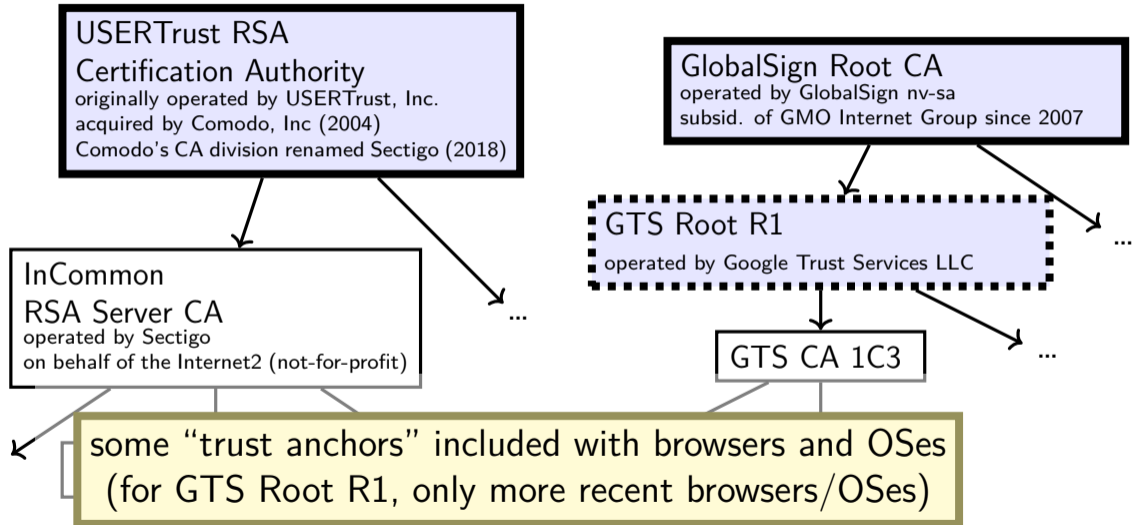 USERTrust RSA
Certification Authority
originally operated by USERTrust, Inc.
acquired by Comodo, Inc (2004)
Comodo's CA division renamed Sectigo (2018)
GlobalSign Root CA
operated by GlobalSign nv-sa
subsid. of GMO Internet Group since 2007
GTS Root R1
operated by Google Trust Services LLC
...
InCommon
RSA Server CA
operated by Sectigo
on behalf of the Internet2 (not-for-profit)
...
GTS CA 1C3
...
some “trust anchors” included with browsers and OSes
(for GTS Root R1, only more recent browsers/OSes)